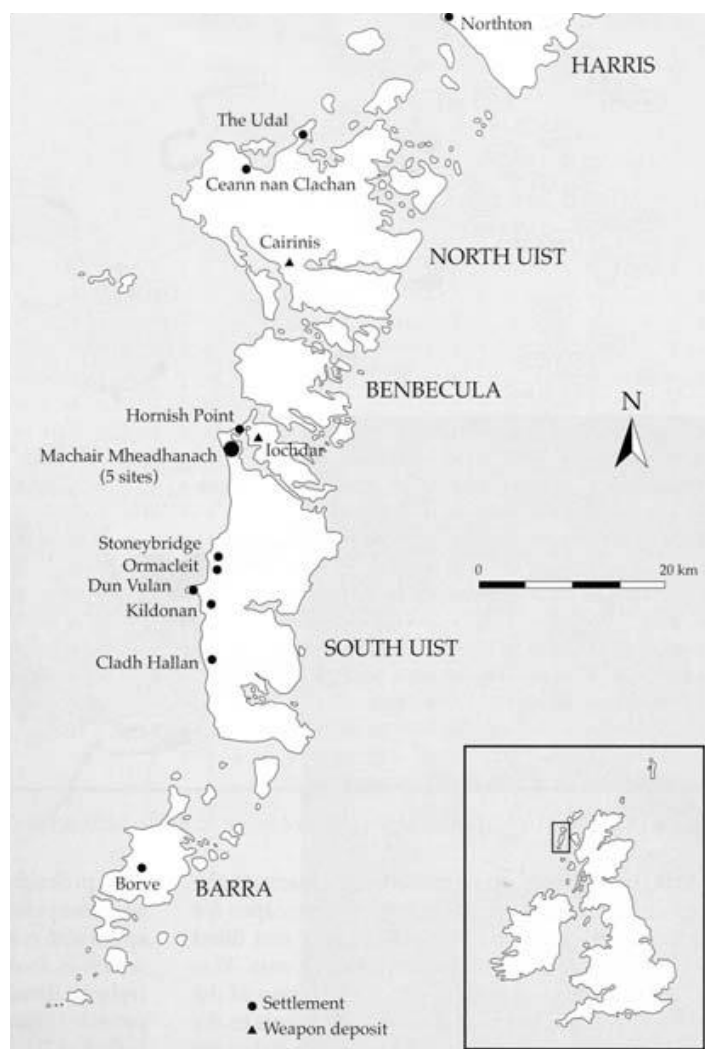 Northton
HARRIS
The Udal
Ceann nan Clachan
Cairinis
NORTH UIST
BENBECULA
N
Hornish Point
Iochdar
Machair Mheadhanach
(5 sites)
Stoneybridge
Ormacleit
0
20 km
Dun Vulan
Kildonan
SOUTH UIST
Cladh Hallan
Borve
BARRA
Settlement
Weapon deposit